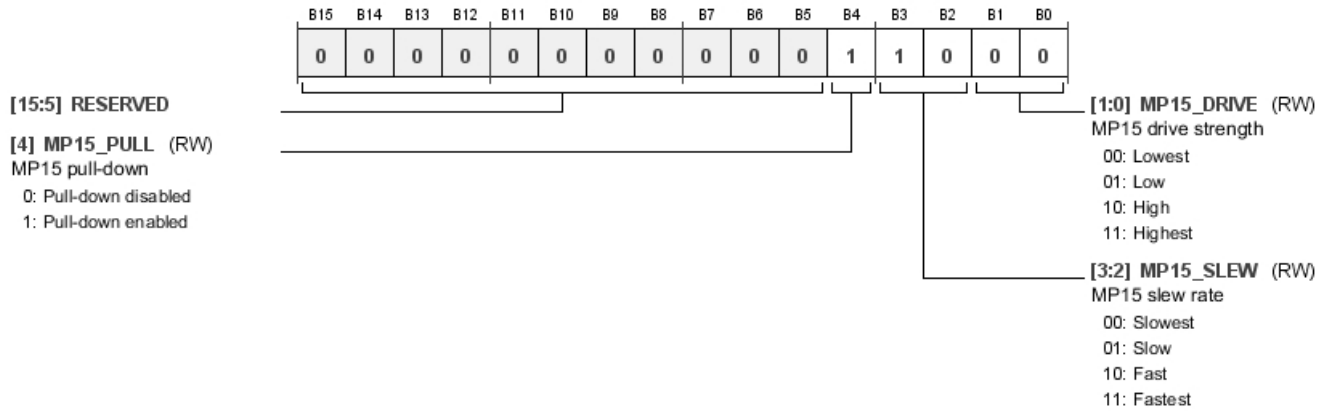 B15 B14 B13 B12 B11 B10 B9 B8 B7 B6 B5 B4 B3 B2 B1 B0
0 0 0 0 0 0 0 0 0 0 0 1 1 0 0 0
[15:5] RESERVED
[4] MP15_PULL (RW)
MP15 pull-down
0: Pull-down disabled
1: Pull-down enabled
[1:0] MP15_DRIVE (RW)
MP15 drive strength
00: Lowest
01: Low
10: High
11: Highest
[3:2] MP15_SLEW (RW)
MP15 slew rate
00: Slowest
01: Slow
10: Fast
11: Fastest